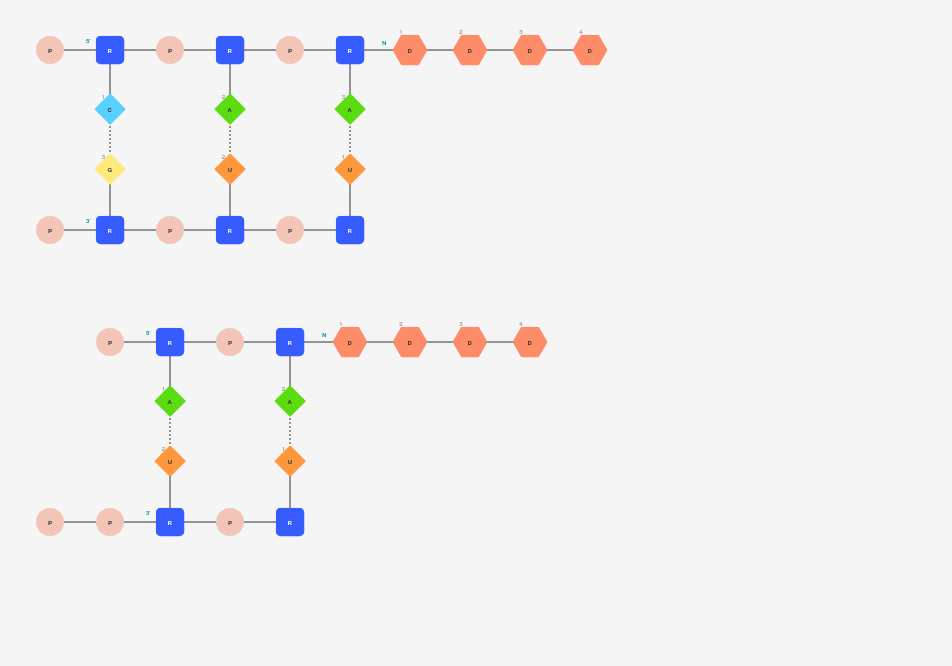 1 2 3 4
5' N
P R P R P R D D D D
1 2 3
C A A
3 2 1
G U U
3'
P R P R P R
1 2 3 4
5' N
P R P R D D D D
1 2
A A
2 1
U U
3'
P P R P R